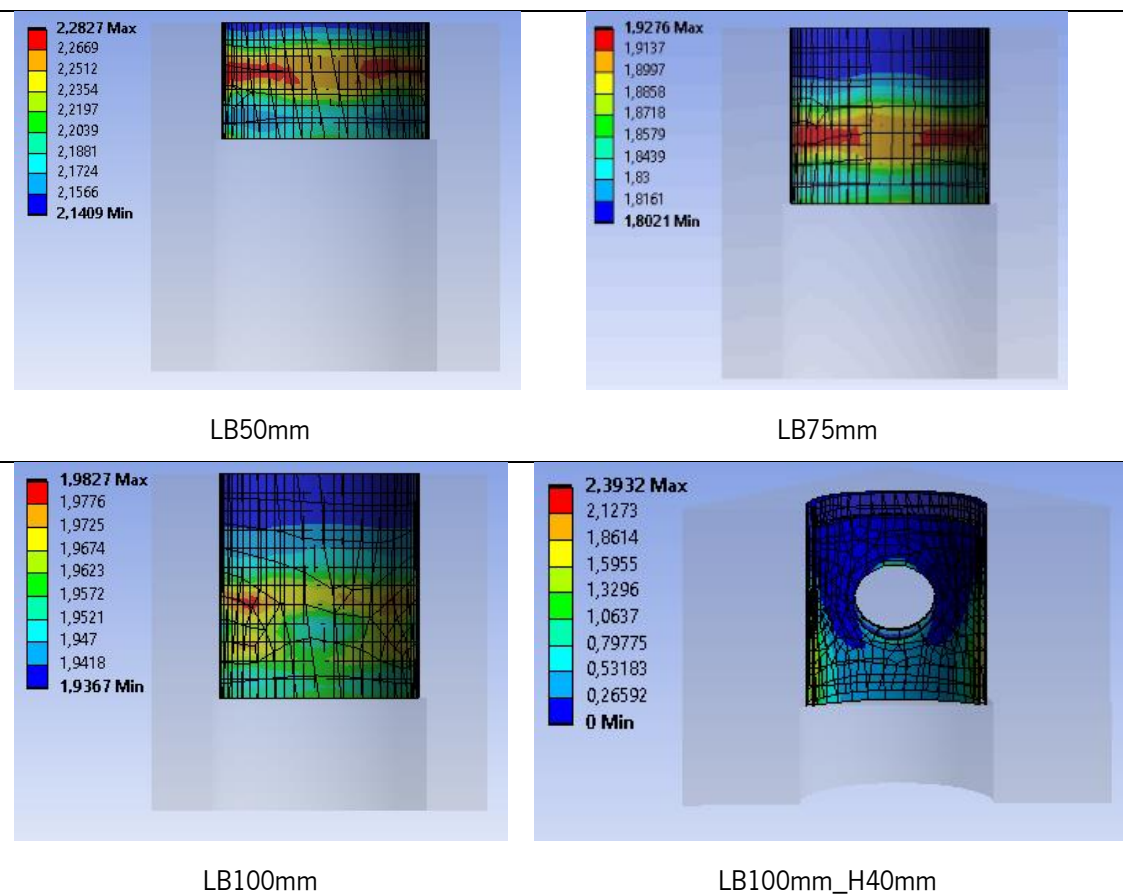 2,2827 Max
2,2669
2,2512
2,2354
2,2197
2,2039
2,1881
2,1724
2,1566
2,1409 Min
1,9276 Max
1,9137
1,8997
1,8858
1,8718
1,8579
1,8439
1,83
1,8161
1,8021 Min
LB50mm
LB75mm
1,9827 Max
1,9776
1,9725
1,9674
1,9623
1,9572
1,9521
1,947
1,9418
1,9367 Min
2,3932 Max
2,1273
1,8614
1,5955
1,3296
1,0637
0,79775
0,53183
0,26592
0 Min
LB100mm
LB100mm_H40mm